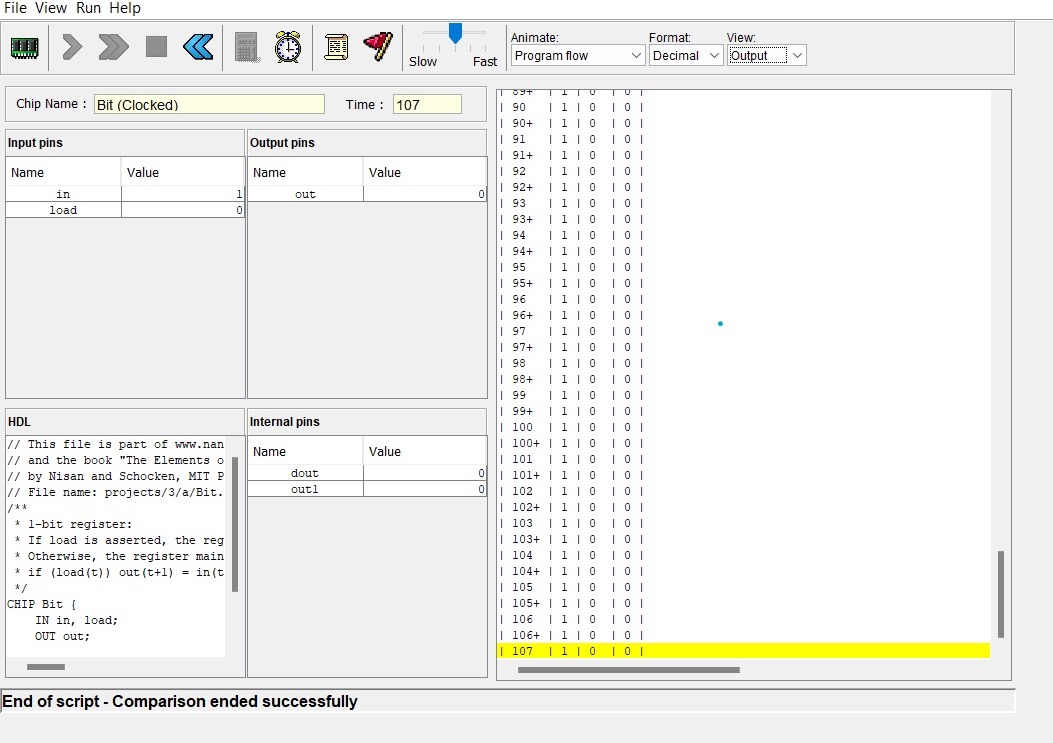 File View Run Help
Slow Fast
Animate: Format: View:
Program flow Decimal Output
Chip Name : Bit (Clocked) Time : 107
Input pins
Name Value
in 1
load 0
Output pins
Name Value
out 0
HDL
// This file is part of www.nan
// and the book "The Elements o
// by Nisan and Schocken, MIT P
// File name: projects/3/a/Bit.
/**
* 1-bit register:
* If load is asserted, the reg
* Otherwise, the register main
* if (load(t)) out(t+1) = in(t
*/
CHIP Bit {
IN in, load;
OUT out;
Internal pins
Name Value
dout 0
out1 0
| 89+ | 1 | 0 | 0 |
| 90 | 1 | 0 | 0 |
| 90+ | 1 | 0 | 0 |
| 91 | 1 | 0 | 0 |
| 91+ | 1 | 0 | 0 |
| 92 | 1 | 0 | 0 |
| 92+ | 1 | 0 | 0 |
| 93 | 1 | 0 | 0 |
| 93+ | 1 | 0 | 0 |
| 94 | 1 | 0 | 0 |
| 94+ | 1 | 0 | 0 |
| 95 | 1 | 0 | 0 |
| 95+ | 1 | 0 | 0 |
| 96 | 1 | 0 | 0 |
| 96+ | 1 | 0 | 0 |
| 97 | 1 | 0 | 0 |
| 97+ | 1 | 0 | 0 |
| 98 | 1 | 0 | 0 |
| 98+ | 1 | 0 | 0 |
| 99 | 1 | 0 | 0 |
| 99+ | 1 | 0 | 0 |
| 100 | 1 | 0 | 0 |
| 100+ | 1 | 0 | 0 |
| 101 | 1 | 0 | 0 |
| 101+ | 1 | 0 | 0 |
| 102 | 1 | 0 | 0 |
| 102+ | 1 | 0 | 0 |
| 103 | 1 | 0 | 0 |
| 103+ | 1 | 0 | 0 |
| 104 | 1 | 0 | 0 |
| 104+ | 1 | 0 | 0 |
| 105 | 1 | 0 | 0 |
| 105+ | 1 | 0 | 0 |
| 106 | 1 | 0 | 0 |
| 106+ | 1 | 0 | 0 |
| 107 | 1 | 0 | 0 |
End of script - Comparison ended successfully